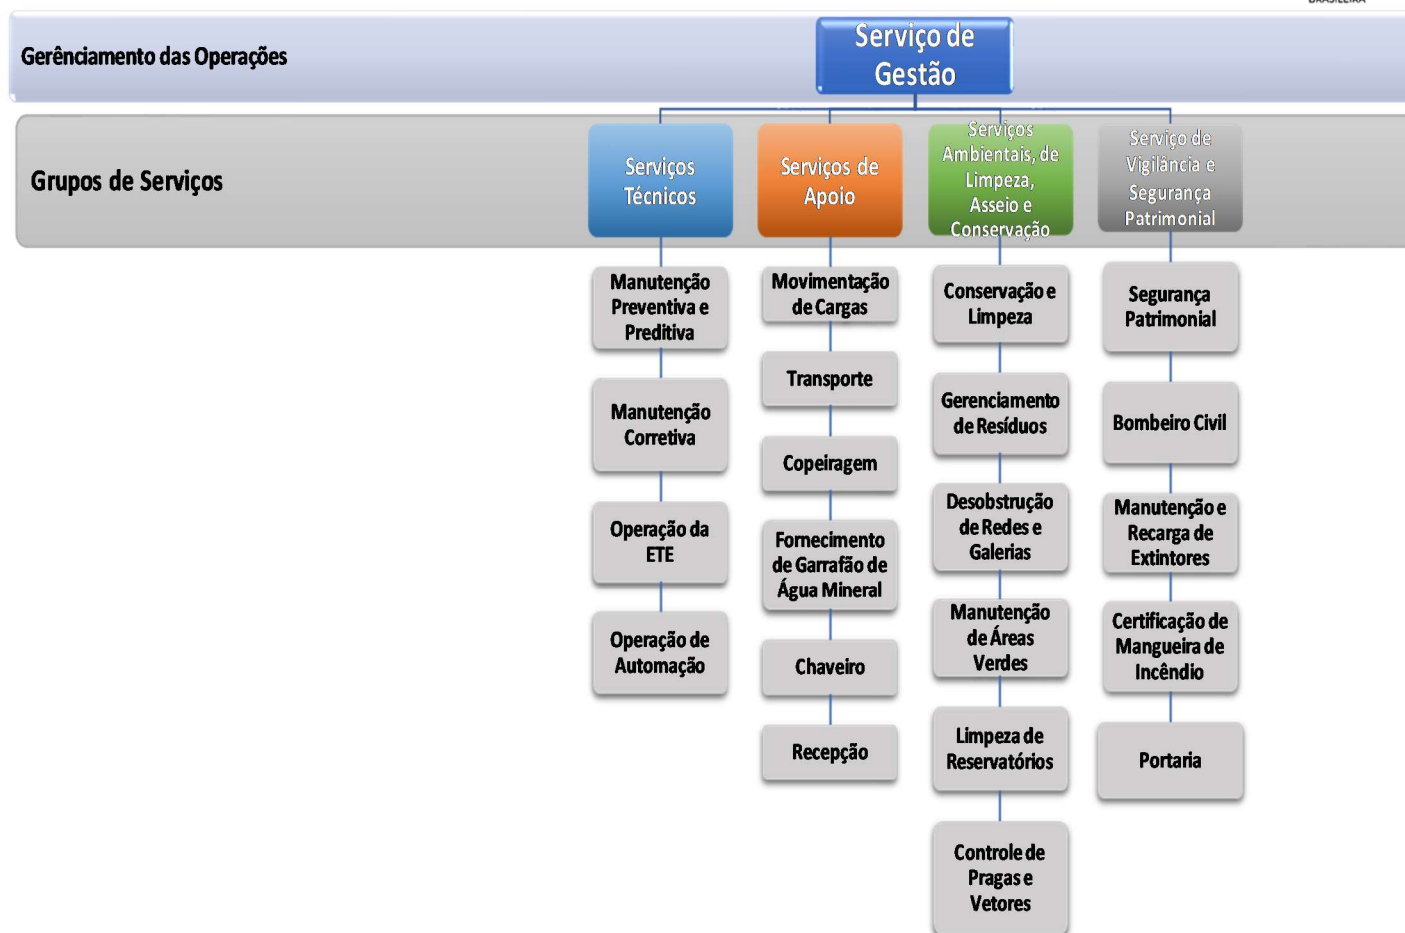 BRASILEIRA
Gerênciamento das Operações
Serviço de
Gestão
Grupos de Serviços
Serviços
Técnicos
Serviços de
Apoio
Serviços
Ambientais, de
Limpeza,
Asseio e
Conservação
Serviço de
Vigilância e
Segurança
Patrimonial
Manutenção
Preventiva e
Preditiva
Manutenção
Corretiva
Operação da
ETE
Operação de
Automação
Movimentação
de Cargas
Transporte
Copeiragem
Fornecimento
de Garrafão de
Água Mineral
Chaveiro
Recepção
Conservação e
Limpeza
Gerenciamento
de Resíduos
Desobstrução
de Redes e
Galerias
Manutenção
de Áreas
Verdes
Limpeza de
Reservatórios
Controle de
Pragas e
Vetores
Segurança
Patrimonial
Bombeiro Civil
Manutenção e
Recarga de
Extintores
Certificação de
Mangueira de
Incêndio
Portaria